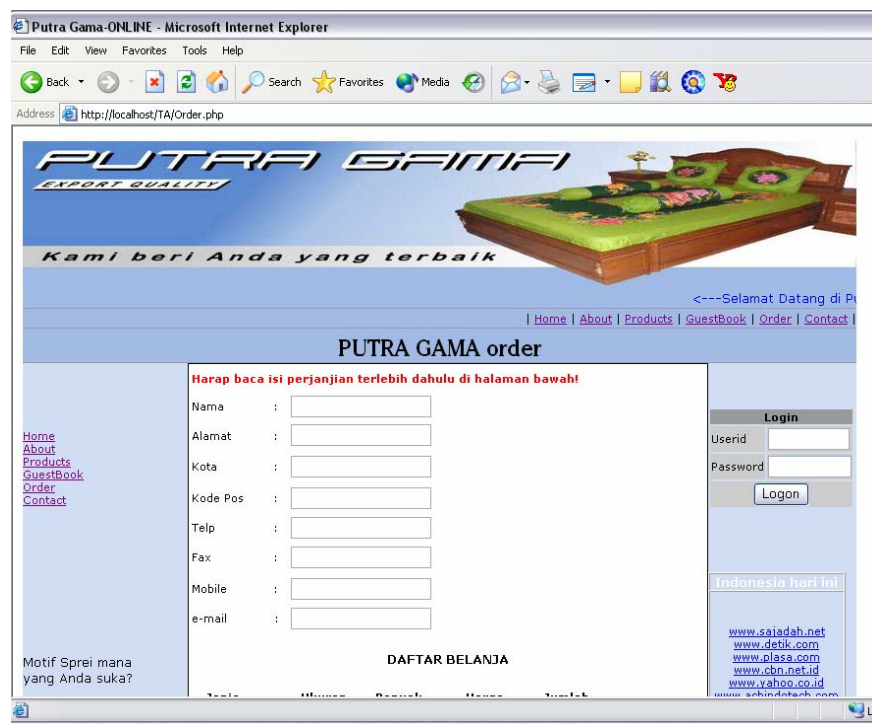 Putra Gama-ONLINE - Microsoft Internet Explorer
File Edit View Favorites Tools Help
Back Search Favorites Media
Address http://localhost/TA/Order.php
PUTRA GAMA
EXPORT QUALITY
Kami beri Anda yang terbaik
<---Selamat Datang di
| Home | About | Products | GuestBook | Order | Contact |
PUTRA GAMA order
Harap baca isi perjanjian terlebih dahulu di halaman bawah!
Nama :
Alamat :
Kota :
Kode Pos :
Telp :
Fax :
Mobile :
e-mail :
DAFTAR BELANJA
Home
About
Products
GuestBook
Order
Contact
Motif Sprei mana
yang Anda suka?
Login
Userid
Password
Logon
Indonesia hari ini
www.sajadah.net
www.detik.com
www.plasa.com
www.cbn.net.id
www.yahoo.co.id